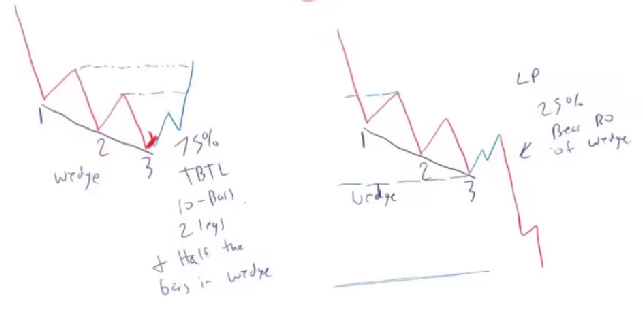 1
2
3
wedge
75%
TBTL
10-Bars
2 legs
+ Half the
bars in wedge
1
2
3
wedge
LP
25%
Bear BO
of wedge